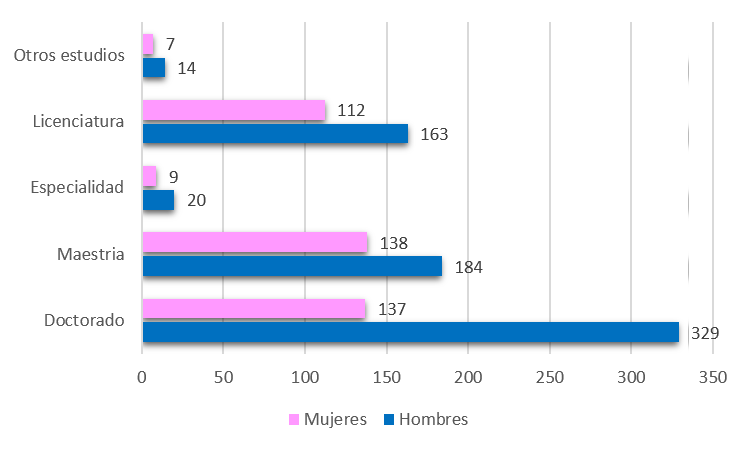 Otros estudios
7
14
Licenciatura
112
163
Especialidad
9
20
Maestria
138
184
Doctorado
137
329
0 50 100 150 200 250 300 350
Mujeres Hombres